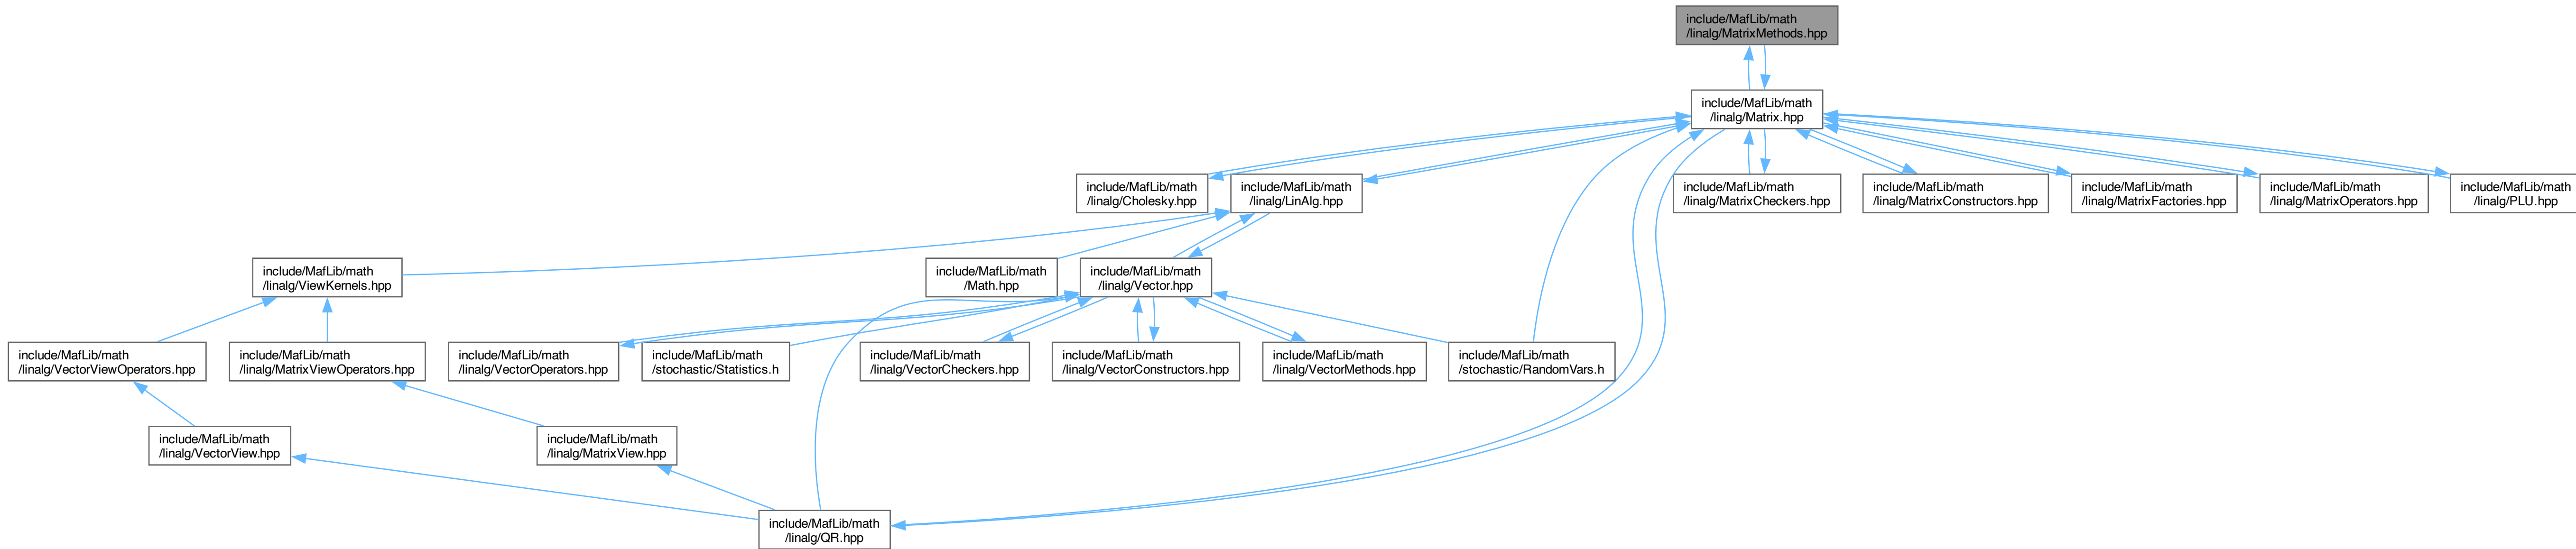 include/MafLib/math
/linalg/MatrixMethods.hpp
include/MafLib/math
/linalg/Matrix.hpp
include/MafLib/math
/linalg/Cholesky.hpp
include/MafLib/math
/linalg/LinAlg.hpp
include/MafLib/math
/linalg/MatrixCheckers.hpp
include/MafLib/math
/linalg/MatrixConstructors.hpp
include/MafLib/math
/linalg/MatrixFactories.hpp
include/MafLib/math
/linalg/MatrixOperators.hpp
include/MafLib/math
/linalg/PLU.hpp
include/MafLib/math
/linalg/ViewKernels.hpp
include/MafLib/math
/Math.hpp
include/MafLib/math
/linalg/Vector.hpp
include/MafLib/math
/linalg/VectorViewOperators.hpp
include/MafLib/math
/linalg/MatrixViewOperators.hpp
include/MafLib/math
/linalg/VectorOperators.hpp
include/MafLib/math
/stochastic/Statistics.h
include/MafLib/math
/linalg/VectorCheckers.hpp
include/MafLib/math
/linalg/VectorConstructors.hpp
include/MafLib/math
/linalg/VectorMethods.hpp
include/MafLib/math
/stochastic/RandomVars.h
include/MafLib/math
/linalg/VectorView.hpp
include/MafLib/math
/linalg/MatrixView.hpp
include/MafLib/math
/linalg/QR.hpp